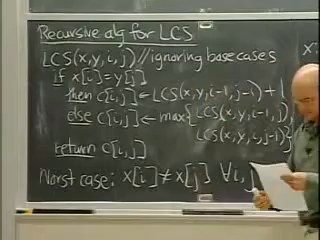 Recursive alg for LCS
LCS(x,y,i,j) //ignoring base cases
if x[i]=y[j]
then c[i,j]←LCS(x,y,i-1,j-1)+1
else c[i,j]←max{LCS(x,y,i-1,j),
LCS(x,y,i,j-1)}
return c[i,j]
Worst case: x[i]≠x[j] ∀i,j
x: